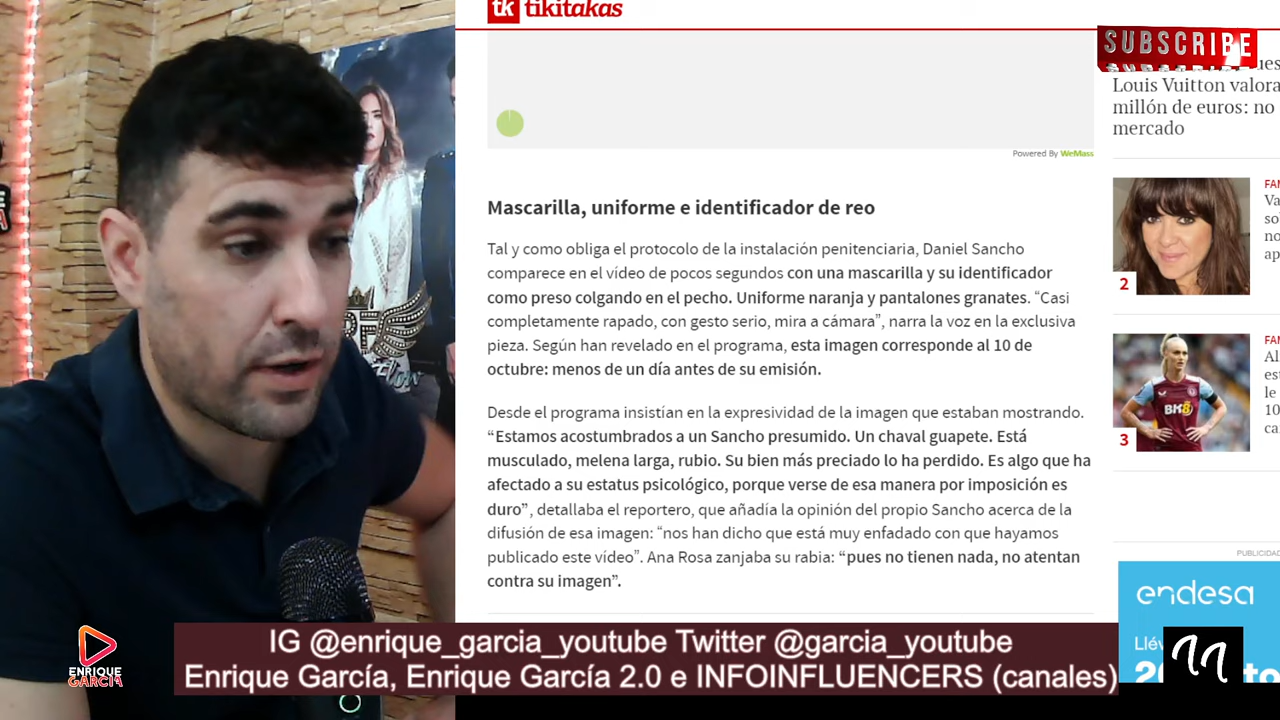 tk tikitakas
SUBSCRIBE
Louis Vuitton valora
millón de euros: no
mercado
Powered By WeMass
Mascarilla, uniforme e identificador de reo
Tal y como obliga el protocolo de la instalación penitenciaria, Daniel Sancho
comparece en el vídeo de pocos segundos con una mascarilla y su identificador
como preso colgando en el pecho. Uniforme naranja y pantalones granates. “Casi
completamente rapado, con gesto serio, mira a cámara”, narra la voz en la exclusiva
pieza. Según han revelado en el programa, esta imagen corresponde al 10 de
octubre: menos de un día antes de su emisión.
Desde el programa insistían en la expresividad de la imagen que estaban mostrando.
“Estamos acostumbrados a un Sancho presumido. Un chaval guapete. Está
musculado, melena larga, rubio. Su bien más preciado lo ha perdido. Es algo que ha
afectado a su estatus psicológico, porque verse de esa manera por imposición es
duro”, detallaba el reportero, que añadía la opinión del propio Sancho acerca de la
difusión de esa imagen: “nos han dicho que está muy enfadado con que hayamos
publicado este vídeo”. Ana Rosa zanjaba su rabia: “pues no tienen nada, no atentan
contra su imagen”.
2
3
BK8
endesa
IG @enrique_garcia_youtube Twitter @garcia_youtube
Enrique García, Enrique García 2.0 e INFOINFLUENCERS (canales)
ENRIQUE
GARCÍA